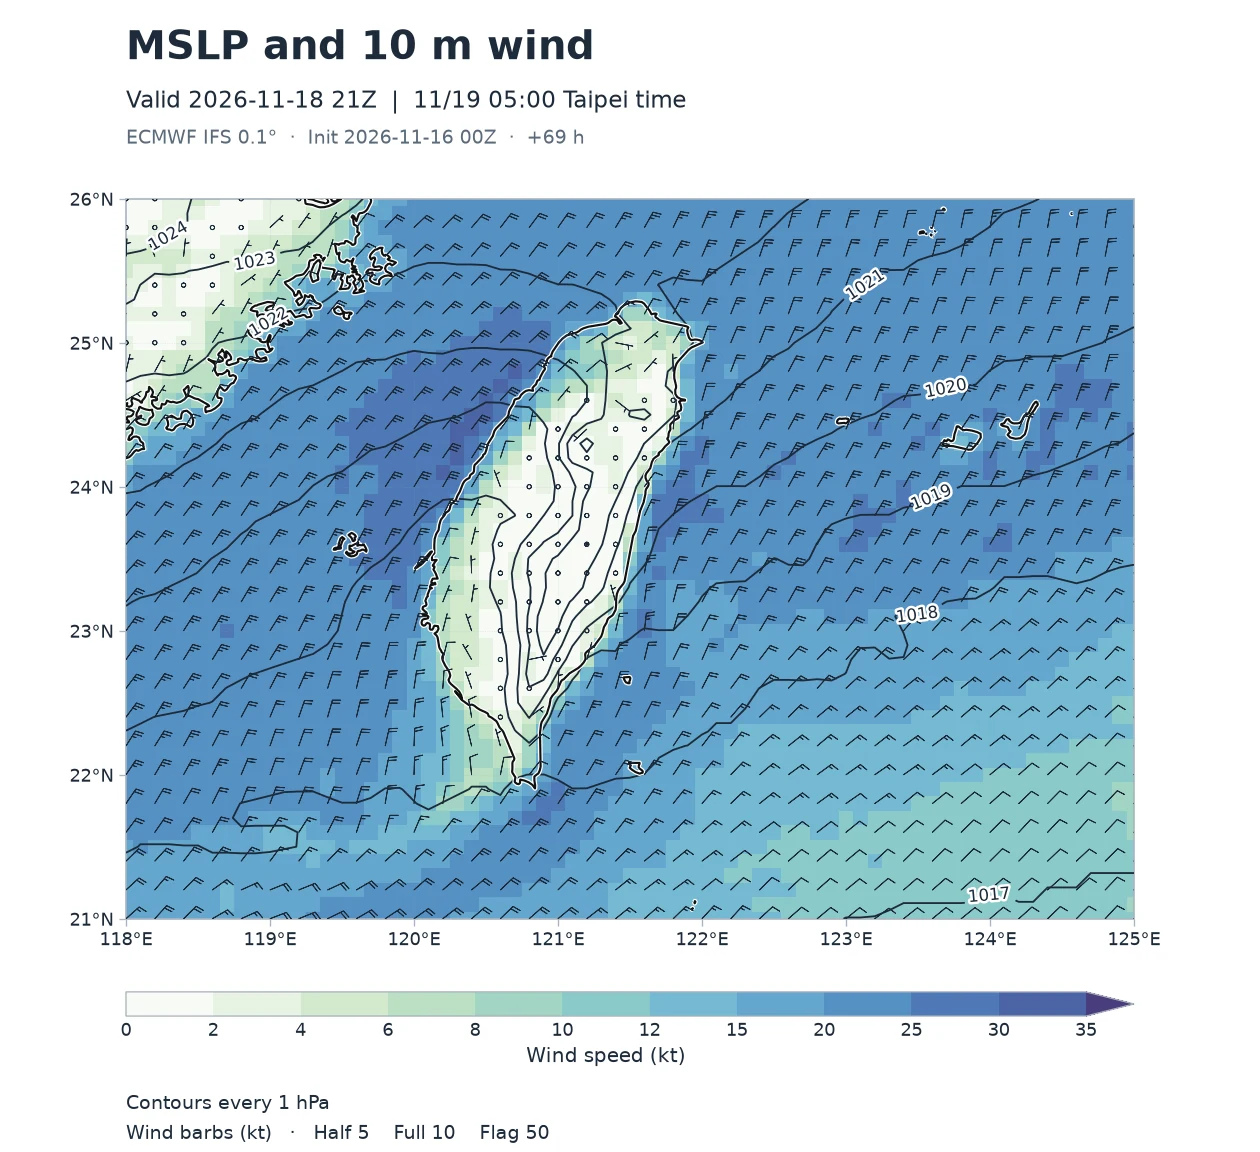 MSLP and 10 m wind
Valid 2026-11-18 21Z | 11/19 05:00 Taipei time
ECMWF IFS 0.1° · Init 2026-11-16 00Z · +69 h
26°N
25°N
24°N
23°N
22°N
21°N
1024
1023
1022
1021
1020
1019
1018
1017
118°E 119°E 120°E 121°E 122°E 123°E 124°E 125°E
0 2 4 6 8 10 12 15 20 25 30 35
Wind speed (kt)
Contours every 1 hPa
Wind barbs (kt) · Half 5 Full 10 Flag 50